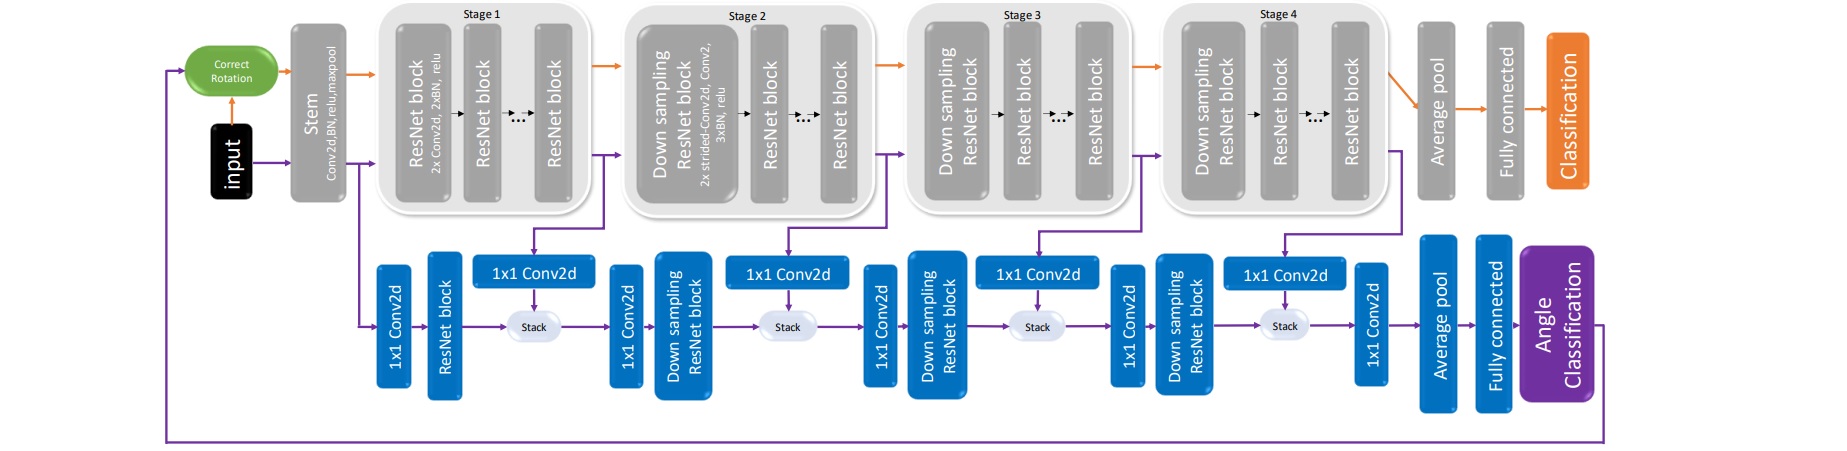 Correct
Rotation
input
Stem
Conv2d,BN,relu,maxpool
Stage 1
ResNet block
2x Conv2d, 2xBN, relu
ResNet block
...
ResNet block
Stage 2
Down sampling
ResNet block
2x strided-Conv2d, Conv2,
3xBN, relu
ResNet block
...
ResNet block
Stage 3
Down sampling
ResNet block
ResNet block
...
ResNet block
Stage 4
Down sampling
ResNet block
ResNet block
...
ResNet block
Average pool
Fully connected
Classification
1x1 Conv2d
ResNet block
1x1 Conv2d
Stack
1x1 Conv2d
Down sampling
ResNet block
1x1 Conv2d
Stack
1x1 Conv2d
Down sampling
ResNet block
1x1 Conv2d
Stack
1x1 Conv2d
Down sampling
ResNet block
1x1 Conv2d
Stack
1x1 Conv2d
Average pool
Fully connected
Angle
Classification